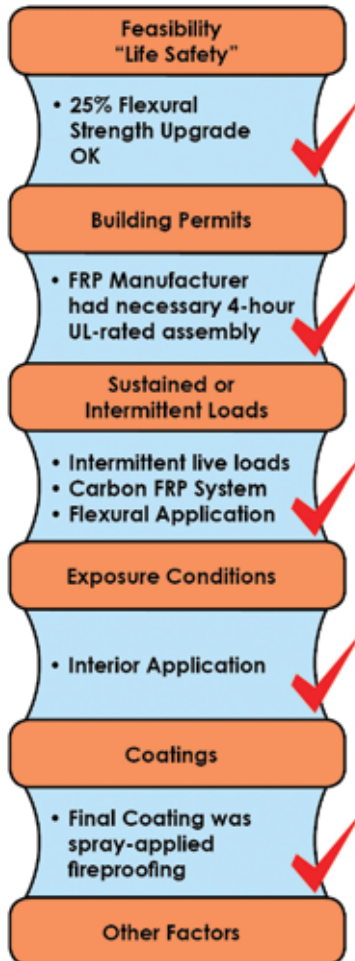 Feasibility
“Life Safety”
• 25% Flexural
Strength Upgrade
OK
Building Permits
• FRP Manufacturer
had necessary 4-hour
UL-rated assembly
Sustained or
Intermittent Loads
• Intermittent live loads
• Carbon FRP System
• Flexural Application
Exposure Conditions
• Interior Application
Coatings
• Final Coating was
spray-applied
fireproofing
Other Factors